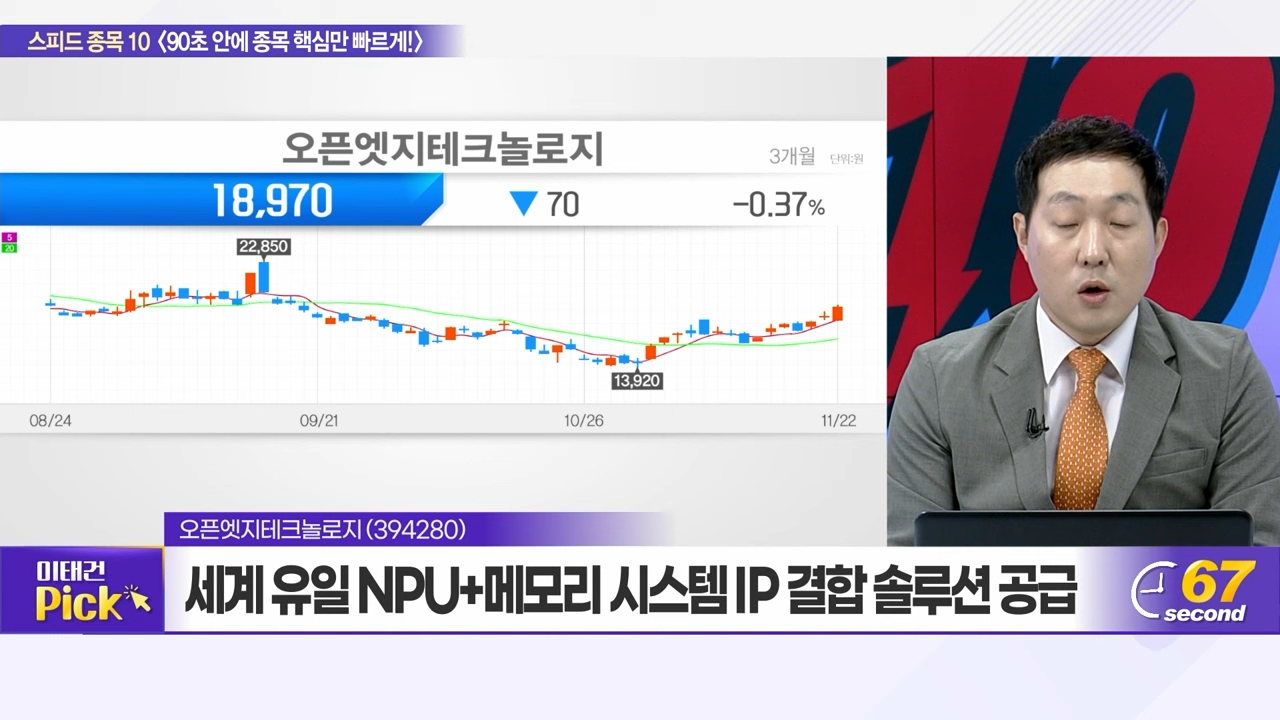 스피드 종목 10 〈90초 안에 종목 핵심만 빠르게!〉
오픈엣지테크놀로지
3개월 단위:원
18,970 ▼ 70 -0.37%
5
20
22,850
13,920
08/24 09/21 10/26 11/22
10
오픈엣지테크놀로지 (394280)
이태건
Pick
세계 유일 NPU+메모리 시스템 IP 결합 솔루션 공급
67
second